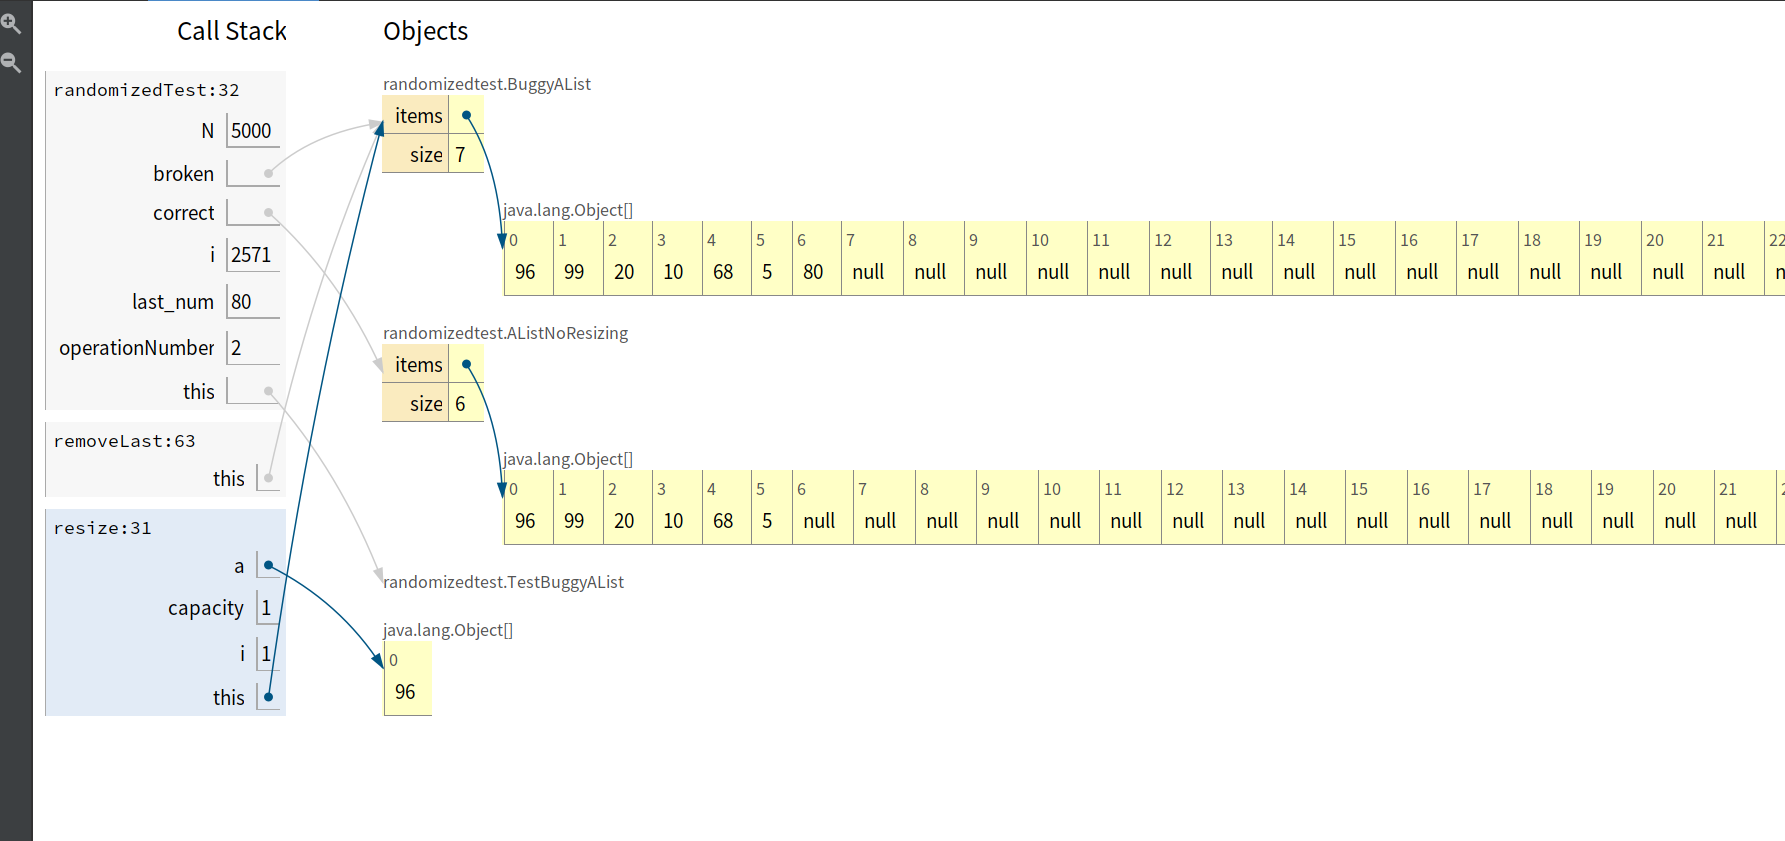 Call Stack
Objects
randomizedTest:32
N 5000
broken
correct
i 2571
last_num 80
operationNumber 2
this
removeLast:63
this
resize:31
a
capacity 1
i 1
this
randomizedtest.BuggyAList
items
size 7
java.lang.Object[]
0 1 2 3 4 5 6 7 8 9 10 11 12 13 14 15 16 17 18 19 20 21 22
96 99 20 10 68 5 80 null null null null null null null null null null null null null null null n
randomizedtest.AListNoResizing
items
size 6
java.lang.Object[]
0 1 2 3 4 5 6 7 8 9 10 11 12 13 14 15 16 17 18 19 20 21 2
96 99 20 10 68 5 null null null null null null null null null null null null null null null null
randomizedtest.TestBuggyAList
java.lang.Object[]
0
96